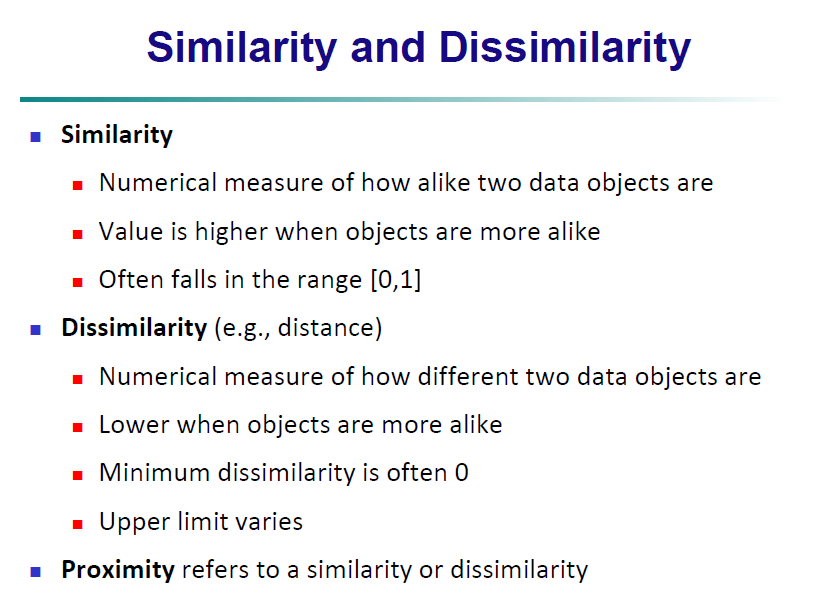 Similarity and Dissimilarity
Similarity
Numerical measure of how alike two data objects are
Value is higher when objects are more alike
Often falls in the range [0,1]
Dissimilarity (e.g., distance)
Numerical measure of how different two data objects are
Lower when objects are more alike
Minimum dissimilarity is often 0
Upper limit varies
Proximity refers to a similarity or dissimilarity